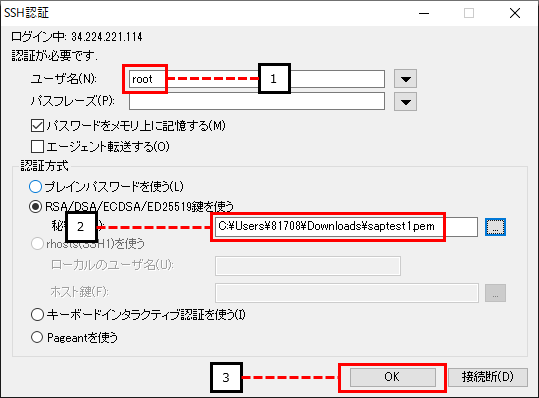 SSH認証
ログイン中: 34.224.221.114
認証が必要です.
ユーザ名(N): root 1
パスフレーズ(P):
パスワードをメモリ上に記憶する(M)
エージェント転送する(O)
認証方式
プレインパスワードを使う(L)
RSA/DSA/ECDSA/ED25519鍵を使う
2 C:¥Users¥81708¥Downloads¥saptest1.pem ...
rhosts(SSH1)を使う
ローカルのユーザ名(U):
ホスト鍵(F): ...
キーボードインタラクティブ認証を使う(I)
Pageantを使う
3 OK 接続断(D)